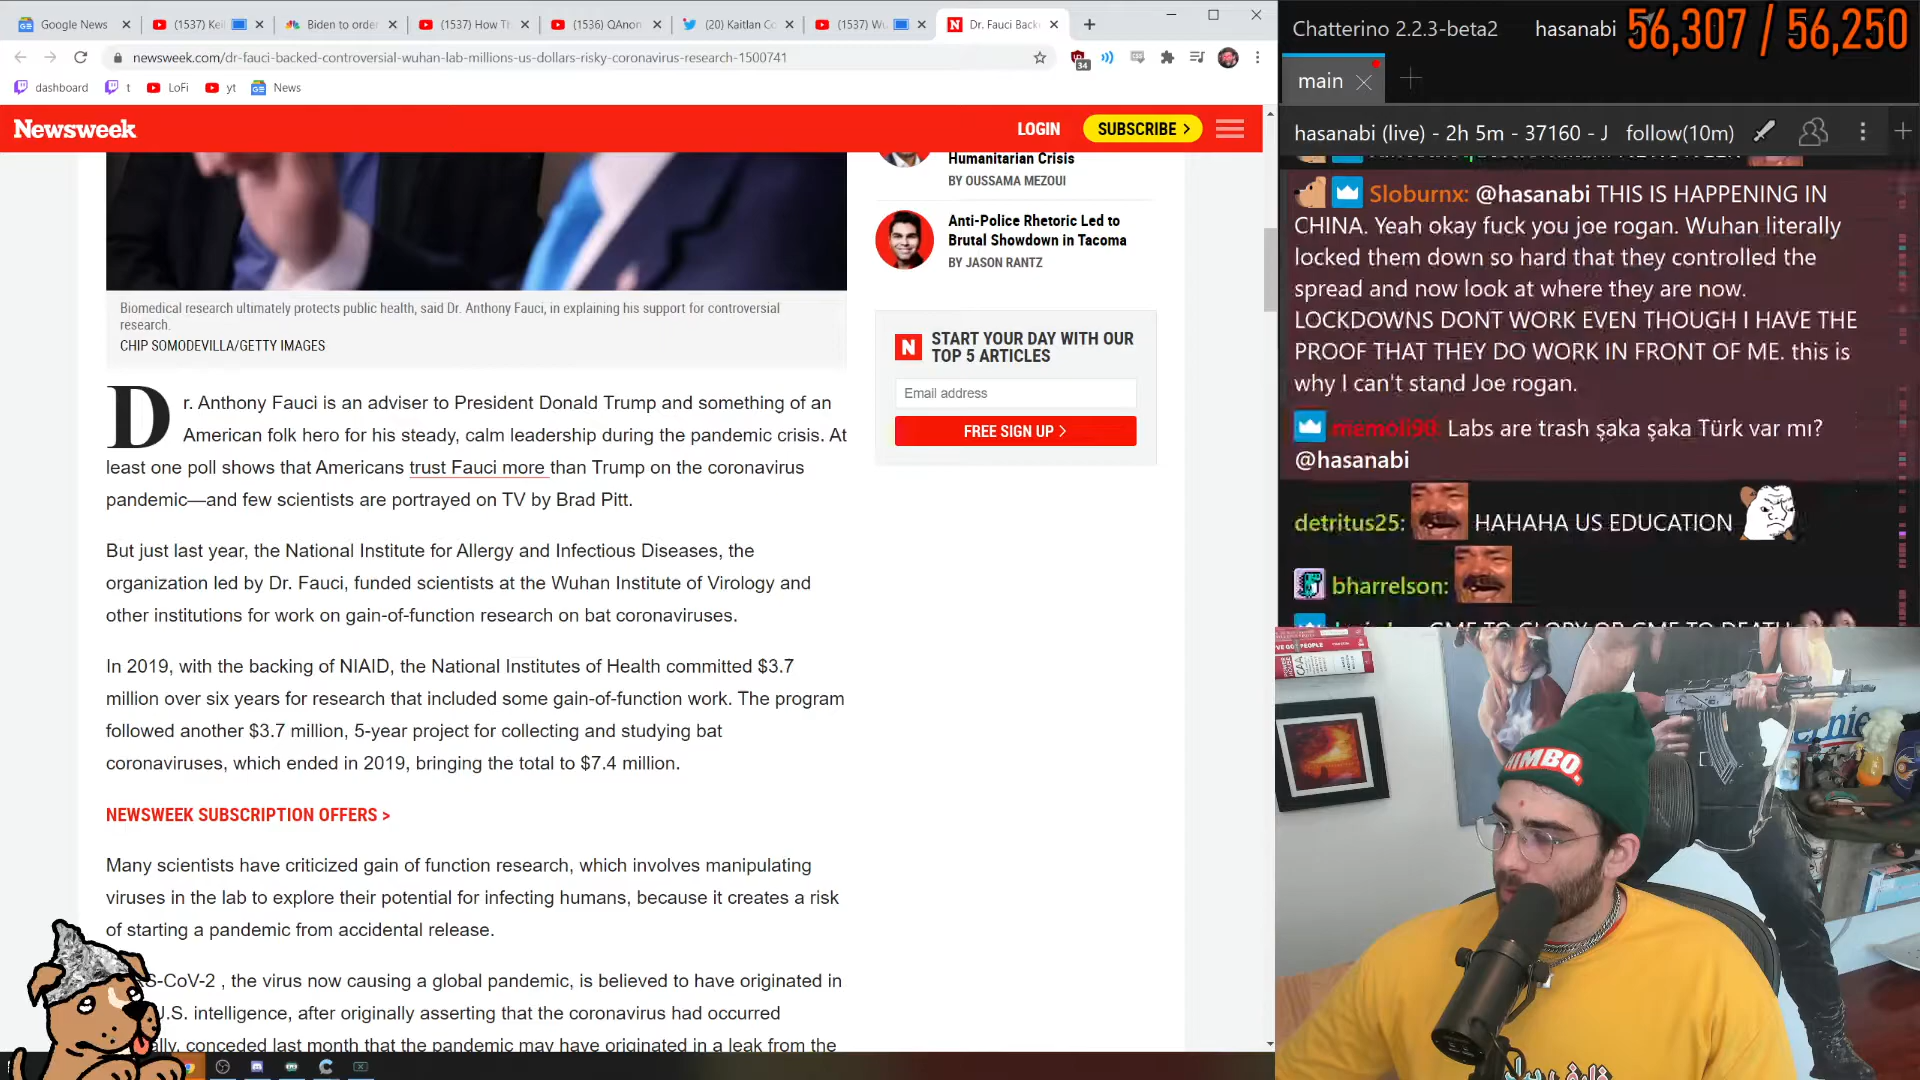 Google News
(1537) Kei
Biden to order
(1537) How Th
(1536) QAnon
(20) Kaitlan Co
(1537) Wu
Dr. Fauci Back
newsweek.com/dr-fauci-backed-controversial-wuhan-lab-millions-us-dollars-risky-coronavirus-research-1500741
34
dashboard
t
LoFi
yt
News
Newsweek
LOGIN
SUBSCRIBE >
Humanitarian Crisis
BY OUSSAMA MEZOUI
Anti-Police Rhetoric Led to
Brutal Showdown in Tacoma
BY JASON RANTZ
START YOUR DAY WITH OUR
TOP 5 ARTICLES
Email address
FREE SIGN UP >
Biomedical research ultimately protects public health, said Dr. Anthony Fauci, in explaining his support for controversial
research.
CHIP SOMODEVILLA/GETTY IMAGES
Dr. Anthony Fauci is an adviser to President Donald Trump and something of an
American folk hero for his steady, calm leadership during the pandemic crisis. At
least one poll shows that Americans trust Fauci more than Trump on the coronavirus
pandemic—and few scientists are portrayed on TV by Brad Pitt.
But just last year, the National Institute for Allergy and Infectious Diseases, the
organization led by Dr. Fauci, funded scientists at the Wuhan Institute of Virology and
other institutions for work on gain-of-function research on bat coronaviruses.
In 2019, with the backing of NIAID, the National Institutes of Health committed $3.7
million over six years for research that included some gain-of-function work. The program
followed another $3.7 million, 5-year project for collecting and studying bat
coronaviruses, which ended in 2019, bringing the total to $7.4 million.
NEWSWEEK SUBSCRIPTION OFFERS >
Many scientists have criticized gain of function research, which involves manipulating
viruses in the lab to explore their potential for infecting humans, because it creates a risk
of starting a pandemic from accidental release.
S-CoV-2 , the virus now causing a global pandemic, is believed to have originated in
U.S. intelligence, after originally asserting that the coronavirus had occurred
ally, conceded last month that the pandemic may have originated in a leak from the
Chatterino 2.2.3-beta2
hasanabi
56,307 / 56,250
main
hasanabi (live) - 2h 5m - 37160 - J
follow(10m)
Sloburnx: @hasanabi THIS IS HAPPENING IN
CHINA. Yeah okay fuck you joe rogan. Wuhan literally
locked them down so hard that they controlled the
spread and now look at where they are now.
LOCKDOWNS DONT WORK EVEN THOUGH I HAVE THE
PROOF THAT THEY DO WORK IN FRONT OF ME. this is
why I can't stand Joe rogan.
memoli90: Labs are trash şaka şaka Türk var mı?
@hasanabi
detritus25: HAHAHA US EDUCATION
bharrelson:
GME TO GLORY OR GME TO DEATH
HIMBO.